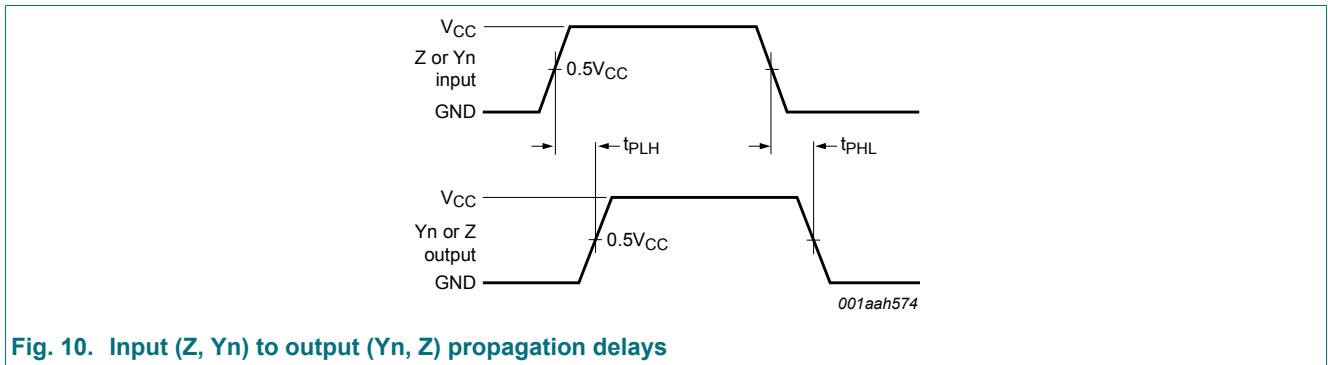 VCC
Z or Yn
input
0.5VCC
GND
tPLH
tPHL
VCC
Yn or Z
output
0.5VCC
GND
001aah574
Fig. 10. Input (Z, Yn) to output (Yn, Z) propagation delays